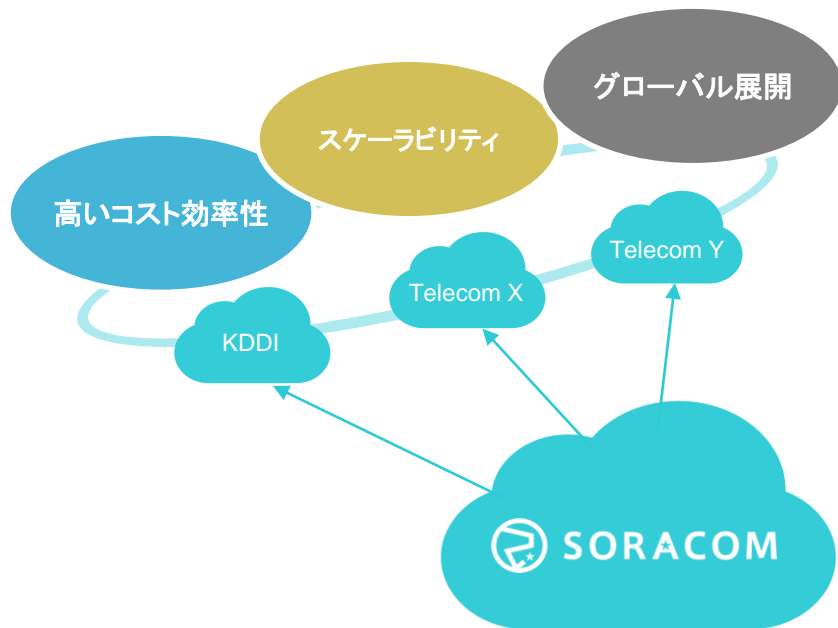 グローバル展開
スケーラビリティ
高いコスト効率性
Telecom Y
Telecom X
KDDI
SORACOM